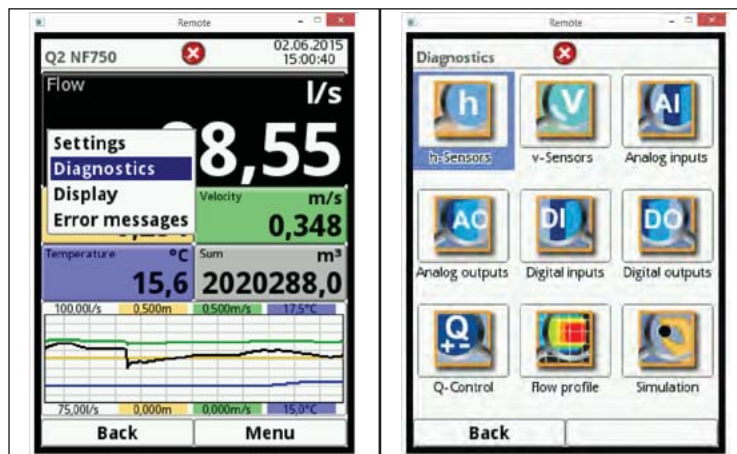 Remote
Q2 NF750
02.06.2015
15:00:40
Flow
l/s
8,55
Settings
Diagnostics
Display
Error messages
Velocity m/s
0,348
Temperature °C
15,6
Sum m³
2020288,0
100,00l/s 0,500m 0,500m/s 17,5°C
75,00l/s 0,000m 0,000m/s 15,0°C
Back Menu
Remote
Diagnostics
h
V
AI
h-Sensors v-Sensors Analog inputs
AO
DI
DO
Analog outputs Digital inputs Digital outputs
Q
+-
Q-Control Flow profile Simulation
Back